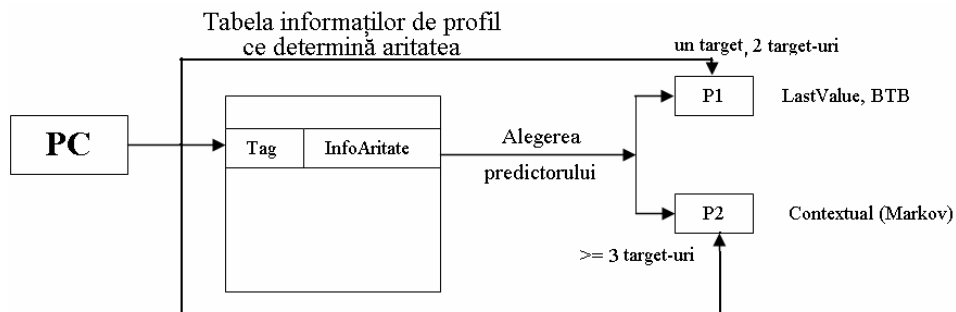 Tabela informaţilor de profil
ce determină aritatea
un target, 2 target-uri
P1
LastValue, BTB
PC
Tag
InfoAritate
Alegerea
predictorului
P2
Contextual (Markov)
>= 3 target-uri